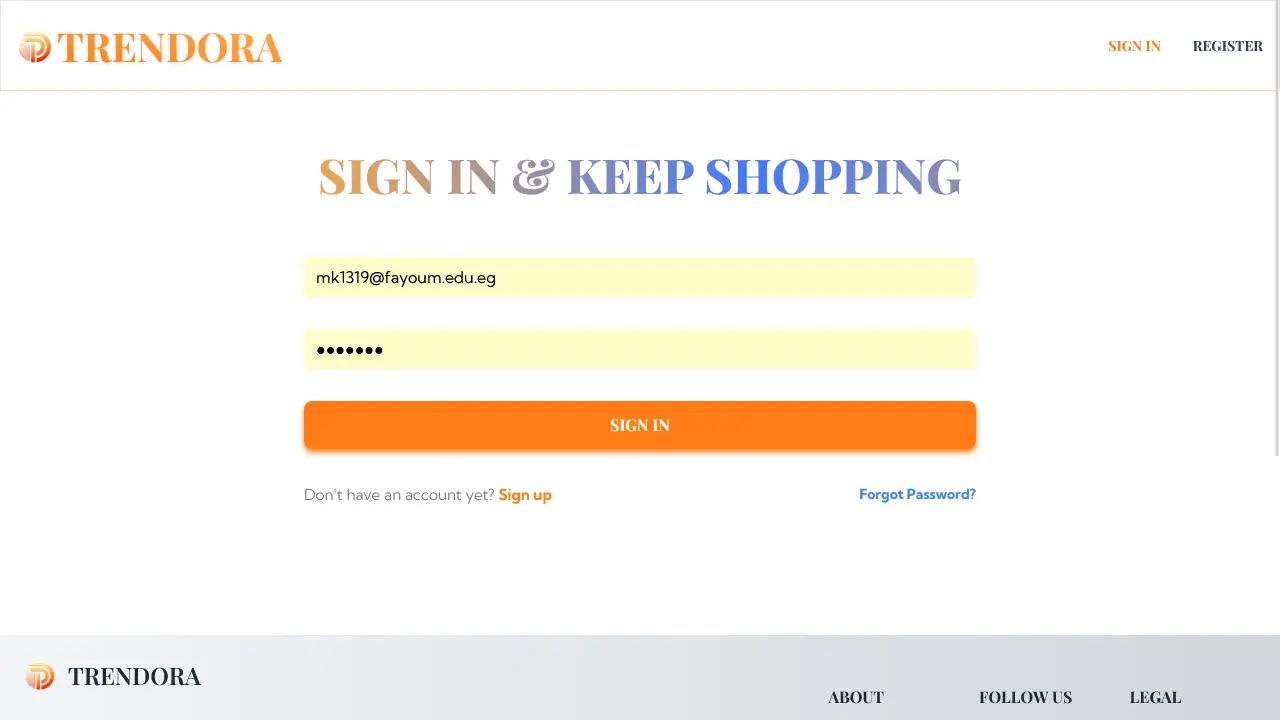 TRENDORA
SIGN IN REGISTER
SIGN IN & KEEP SHOPPING
mk1319@fayoum.edu.eg
•••••••
SIGN IN
Don't have an account yet? Sign up Forgot Password?
TRENDORA
ABOUT FOLLOW US LEGAL